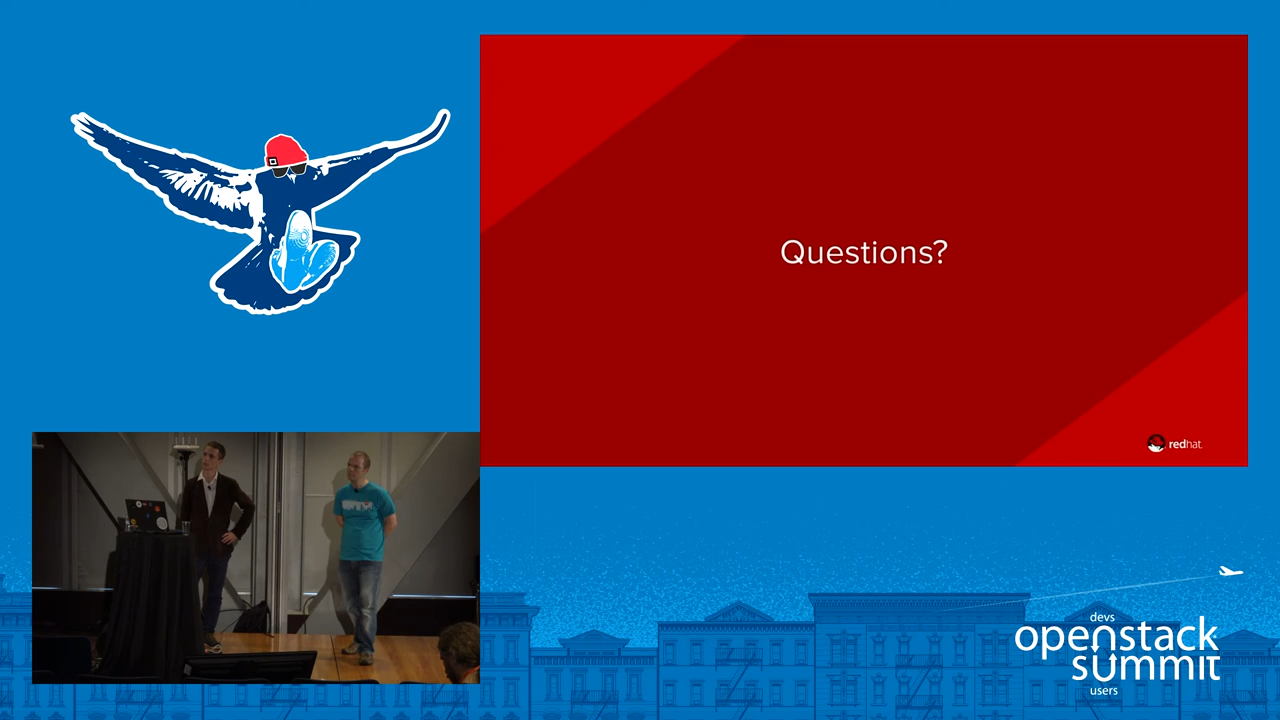 Questions?
redhat.
devs
openstack
summit
users